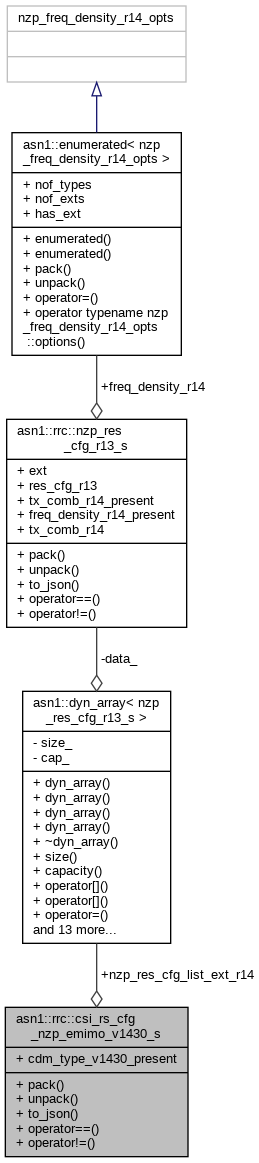 nzp_freq_density_r14_opts
asn1::enumerated< nzp
_freq_density_r14_opts >
+ nof_types
+ nof_exts
+ has_ext
+ enumerated()
+ enumerated()
+ pack()
+ unpack()
+ operator=()
+ operator typename nzp
_freq_density_r14_opts
::options()
+freq_density_r14
asn1::rrc::nzp_res
_cfg_r13_s
+ ext
+ res_cfg_r13
+ tx_comb_r14_present
+ freq_density_r14_present
+ tx_comb_r14
+ pack()
+ unpack()
+ to_json()
+ operator==()
+ operator!=()
-data_
asn1::dyn_array< nzp
_res_cfg_r13_s >
- size_
- cap_
+ dyn_array()
+ dyn_array()
+ dyn_array()
+ dyn_array()
+ ~dyn_array()
+ size()
+ capacity()
+ operator[]()
+ operator[]()
+ operator=()
and 13 more...
+nzp_res_cfg_list_ext_r14
asn1::rrc::csi_rs_cfg
_nzp_emimo_v1430_s
+ cdm_type_v1430_present
+ pack()
+ unpack()
+ to_json()
+ operator==()
+ operator!=()